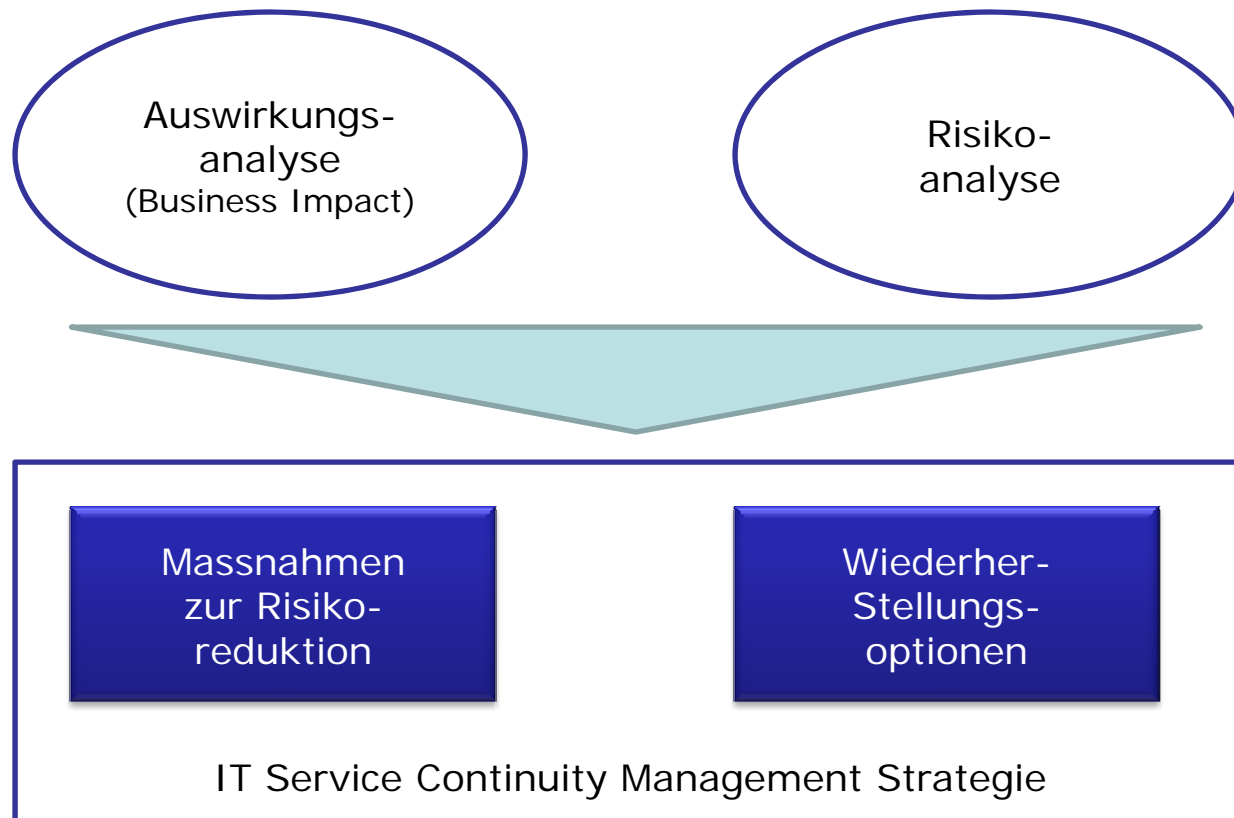 Auswirkungs-
analyse
(Business Impact)
Risiko-
analyse
Massnahmen
zur Risiko-
reduktion
Wiederher-
Stellungs-
optionen
IT Service Continuity Management Strategie